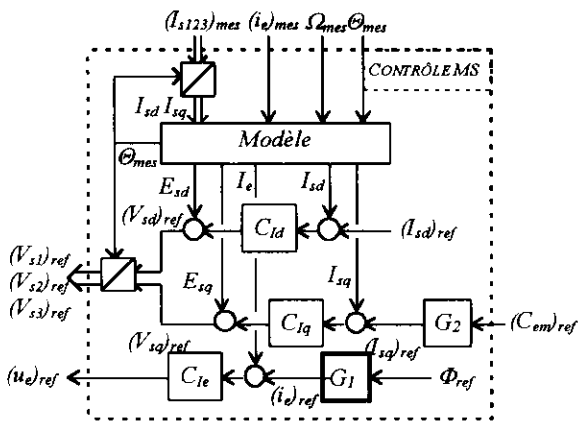 (I_s123)_mes (i_e)_mes Ω_mes Θ_mes
CONTRÔLE MS
I_sd I_sq
Modèle
Θ_mes
E_sd I_e I_sd
(V_sd)_ref
C_Id
(I_sd)_ref
(V_s1)_ref
(V_s2)_ref
(V_s3)_ref
E_sq I_sq
C_Iq
G_2
(C_em)_ref
(V_sq)_ref
(I_sq)_ref
(u_e)_ref
C_Ie
(i_e)_ref
G_1
Φ_ref